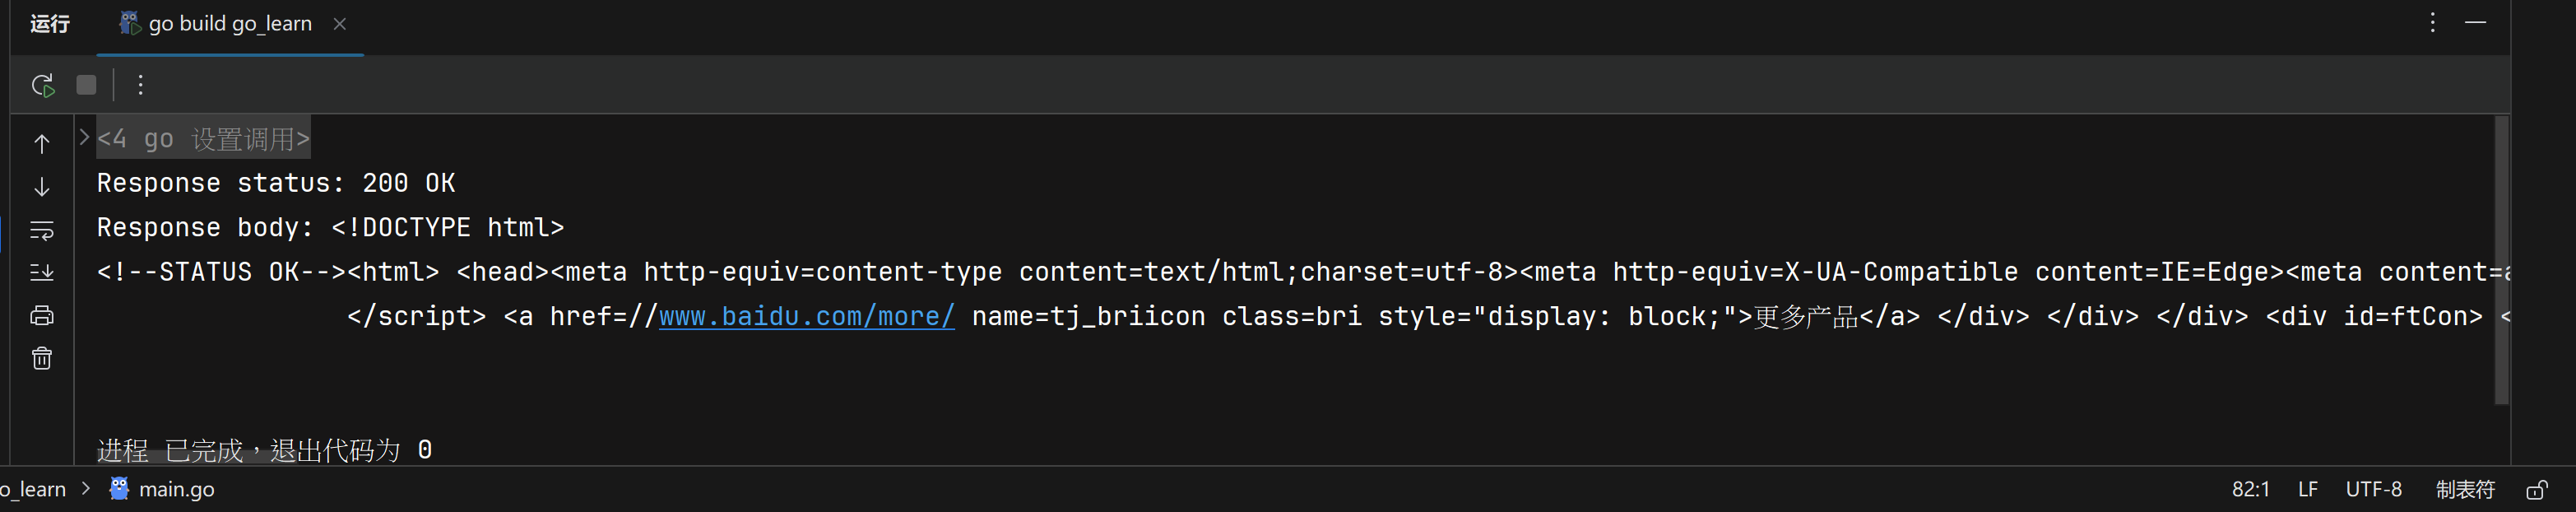 运行 go build go_learn
<4 go 设置调用>
Response status: 200 OK
Response body: <!DOCTYPE html>
<!--STATUS OK--><html> <head><meta http-equiv=content-type content=text/html;charset=utf-8><meta http-equiv=X-UA-Compatible content=IE=Edge><meta content=a
</script> <a href=//www.baidu.com/more/ name=tj_briicon class=bri style="display: block;">更多产品</a> </div> </div> </div> <div id=ftCon> <
进程 已完成，退出代码为 0
o_learn > main.go 82:1 LF UTF-8 制表符